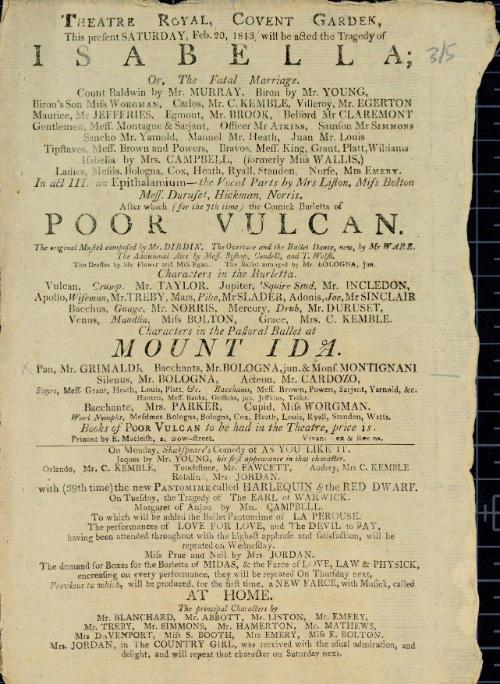 THEATRE ROYAL, COVENT GARDEN,
This present SATURDAY, Feb. 20, 1813, will be acted the Tragedy of
ISABELLA;
3/5
Or, The Fatal Marriage.
Count Baldwin by Mr. MURRAY, Biron by Mr. YOUNG,
Biron's Son Miss WORGMAN, Carlos, Mr. C. KEMBLE, Villeroy, Mr. EGERTON
Maurice, Mr JEFFERIES. Egmont, Mr. BROOK, Belford Mr CLAREMONT
Gentlemen, Mess. Montague & Sarjant, Officer Mr ATKINS, Samson Mr SIMMONS
Sancho Mr. Yarnold, Manuel Mr. Heath, Juan Mr. Louis
Tipstaves, Mess. Brown and Powers, Bravos, Mess. King, Grant, Platt, Williams
Isabella by Mrs. CAMPBELL, (formerly Miss WALLIS,)
Ladies, Mesds. Bologna, Cox, Heath, Ryall, Standen, Nurse, Mrs EMERY.
In act III. an Epithalamium—the Vocal Parts by Mrs Liston, Miss Bolton
Mess. Duruset, Hickman, Norris.
After which (for the 7th time) the Comick Burletta of
POOR VULCAN.
The original Musick composed by Mr. DIBDIN. The Overture and the Ballet Dance, new, by Mr WARE.
The Additional Airs by Mess. Bishop, Condell, and T. Welsh.
The Dresses by Mr Flower and Miss Egan. The Ballet arranged by Mr. BOLOGNA, Jun.
Characters in the Burletta.
Vulcan, Crump, Mr. TAYLOR, Jupiter, 'Squire Stud, Mr. INCLEDON,
Apollo, Wiseman, Mr. TREBY, Mars, Pike, Mr SLADER, Adonis, Joe, Mr SINCLAIR
Bacchus, Guage, Mr. NORRIS, Mercury, Drub, Mr. DURUSET,
Venus, Maudlin, Miss BOLTON, Grace, Mrs. C. KEMBLE.
Characters in the Pastoral Ballet at
MOUNT IDA.
Pan, Mr. GRIMALDI, Bacchants, Mr. BOLOGNA, jun. & Mons. MONTIGNANI
Silenus, Mr. BOLOGNA, Acteon, Mr. CARDOZO,
Satyrs, Mess. Grant, Heath, Louis, Platt, &c. Bacchants, Mess. Brown, Powers, Sarjant, Yarnold, &c.
Hunters, Mess. Banks, Griffiths, jun. Jeffkins, Telfer.
Bacchante, Mrs. PARKER, Cupid, Miss WORGMAN.
Wood Nymphs, Mesdmes Bologna, Bologna, Cox, Heath, Louis, Ryall, Standen, Watts.
Books of POOR VULCAN to be had in the Theatre, price 1s.
Printed by E. Macleish, 2, Bow-street. Vivant Rex & Regina.
On Monday, Shakspeare's Comedy of AS YOU LIKE IT.
Jaques by Mr. YOUNG, his first appearance in that character.
Orlando, Mr. C KEMBLE, Touchstone, Mr. FAWCETT, Audrey, Mrs C KEMBLE
Rosalind, Mrs. JORDAN.
with (39th time) the new PANTOMIME called HARLEQUIN & the RED DWARF.
On Tuesday, the Tragedy of The EARL of WARWICK.
Margaret of Anjou by Mrs. CAMPBELL.
To which will be added the Ballet Pantomime of LA PEROUSE.
The performances of LOVE FOR LOVE, and The DEVIL to PAY,
having been attended throughout with the highest applause and satisfaction, will be
repeated on Wednesday.
Miss Prue and Nell by Mrs JORDAN.
The demand for Boxes for the Burletta of MIDAS, & the Farce of LOVE, LAW & PHYSICK,
encreasing on every performance, they will be repeated On Thursday next,
Previous to which, will be produced, for the first time, a NEW FARCE, with Musick, called
AT HOME.
The principal Characters by
Mr. BLANCHARD, Mr. ABBOTT, Mr. LISTON, Mr. EMERY,
Mr. TREBY, Mr. SIMMONS, Mr. HAMERTON, Mr. MATHEWS,
Mrs DAVENPORT, Miss S. BOOTH, Mrs EMERY, Miss E. BOLTON.
Mrs. JORDAN, in The COUNTRY GIRL, was received with the usual admiration, and
delight, and will repeat that character on Saturday next.